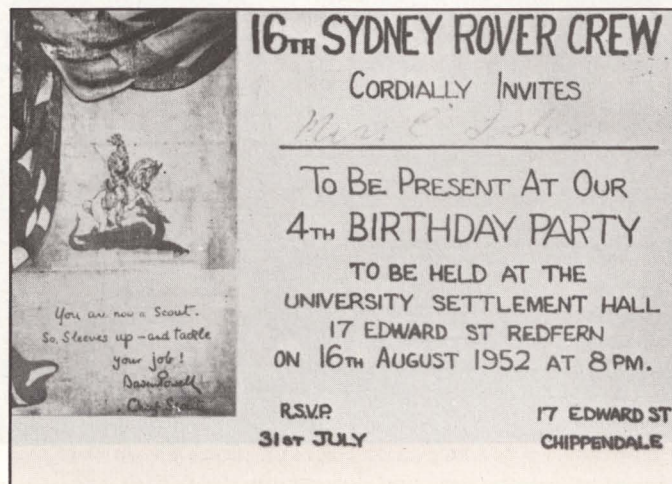 16TH SYDNEY ROVER CREW
CORDIALLY INVITES
Miss C.
TO BE PRESENT AT OUR
4TH BIRTHDAY PARTY
TO BE HELD AT THE
UNIVERSITY SETTLEMENT HALL
17 EDWARD ST REDFERN
ON 16TH AUGUST 1952 AT 8 PM.
R.S.V.P.
31ST JULY
17 EDWARD ST
CHIPPENDALE
You are now a Scout.
So, Sleeves up – and tackle
your job!
Baden Powell
Chief Scout